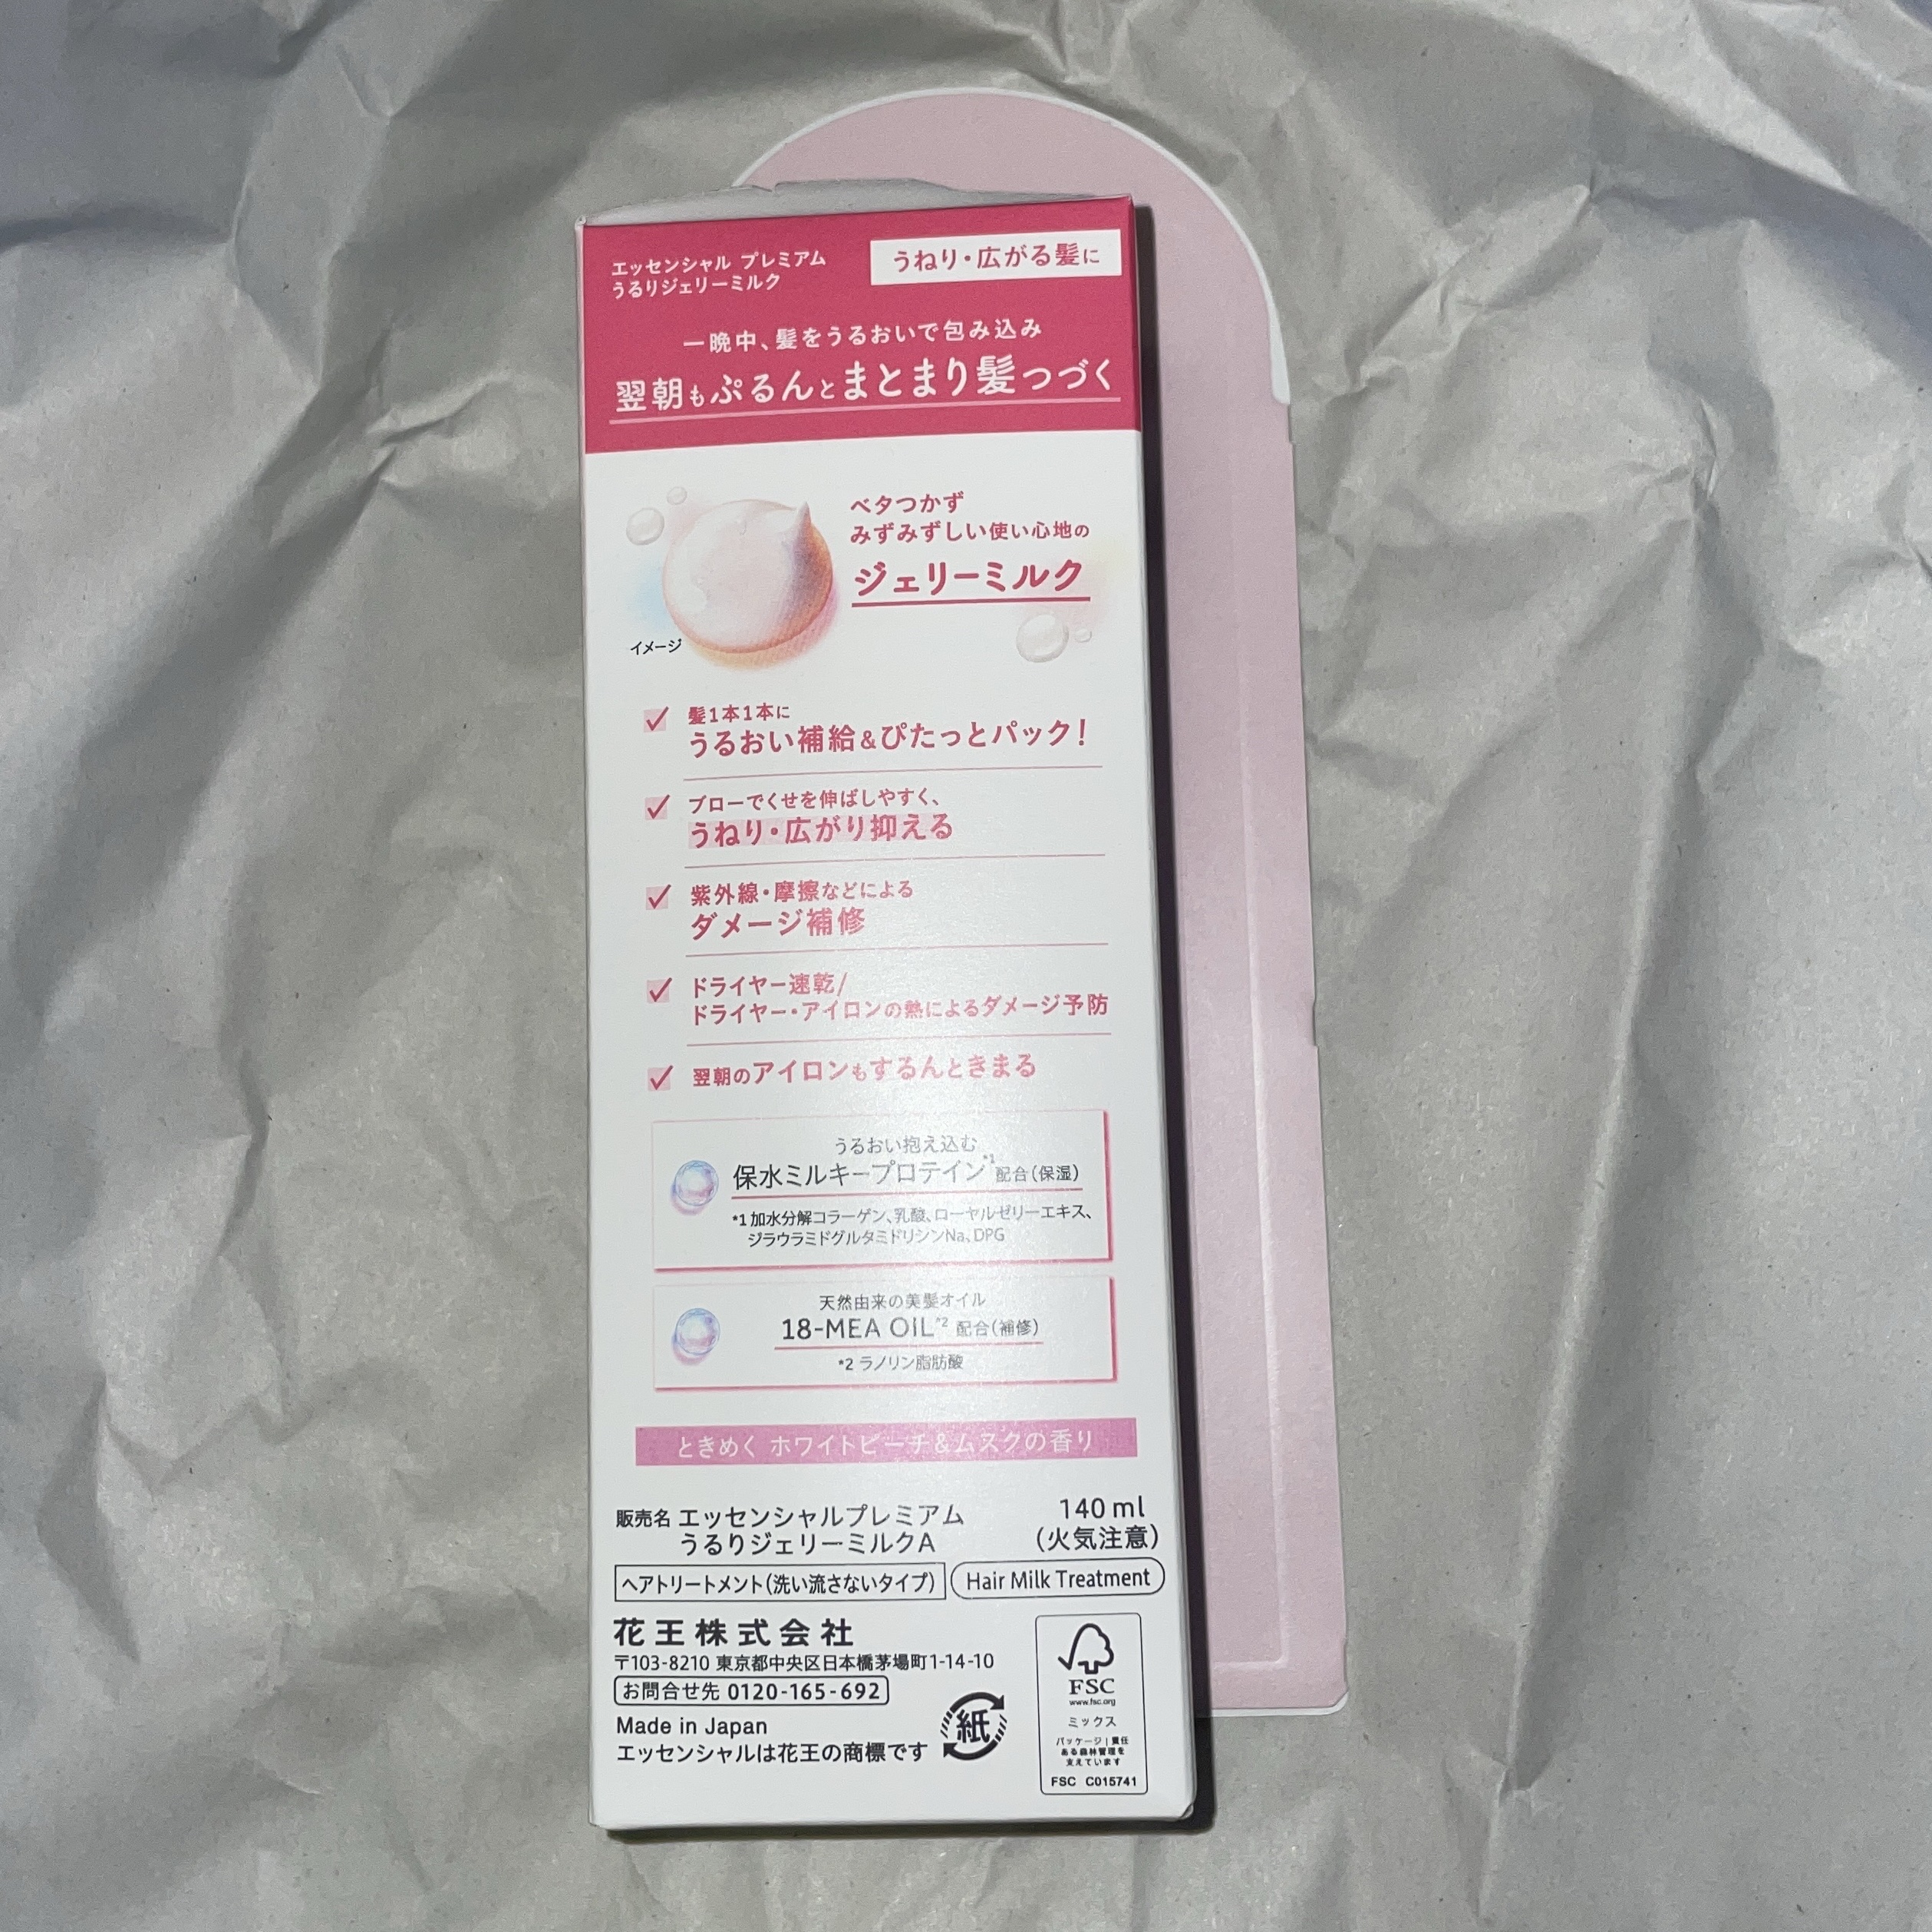 エッセンシャル プレミアム
うるりジェリーミルク
うねり・広がる髪に
一晩中、髪をうるおいで包み込み
翌朝もぷるんとまとまり髪つづく
ベタつかず
みずみずしい使い心地の
ジェリーミルク
イメージ
髪1本1本に
うるおい補給&ぴたっとパック!
ブローでくせを伸ばしやすく、
うねり・広がり抑える
紫外線・摩擦などによる
ダメージ補修
ドライヤー速乾/
ドライヤー・アイロンの熱によるダメージ予防
翌朝のアイロンもするんときまる
うるおい抱え込む
保水ミルキープロテイン*1 配合(保湿)
*1 加水分解コラーゲン、乳酸、ローヤルゼリーエキス、
ジラウラミドグルタミドリシンNa、DPG
天然由来の美髪オイル
18-MEA OIL*2 配合(補修)
*2 ラノリン脂肪酸
ときめく ホワイトピーチ&ムスクの香り
販売名 エッセンシャルプレミアム
うるりジェリーミルクA
140 ml
(火気注意)
ヘアトリートメント(洗い流さないタイプ)
Hair Milk Treatment
花王株式会社
〒103-8210 東京都中央区日本橋茅場町1-14-10
お問合せ先 0120-165-692
Made in Japan
エッセンシャルは花王の商標です
紙
FSC
www.fsc.org
ミックス
パッケージ|責任
ある森林管理を
支えています
FSC C015741